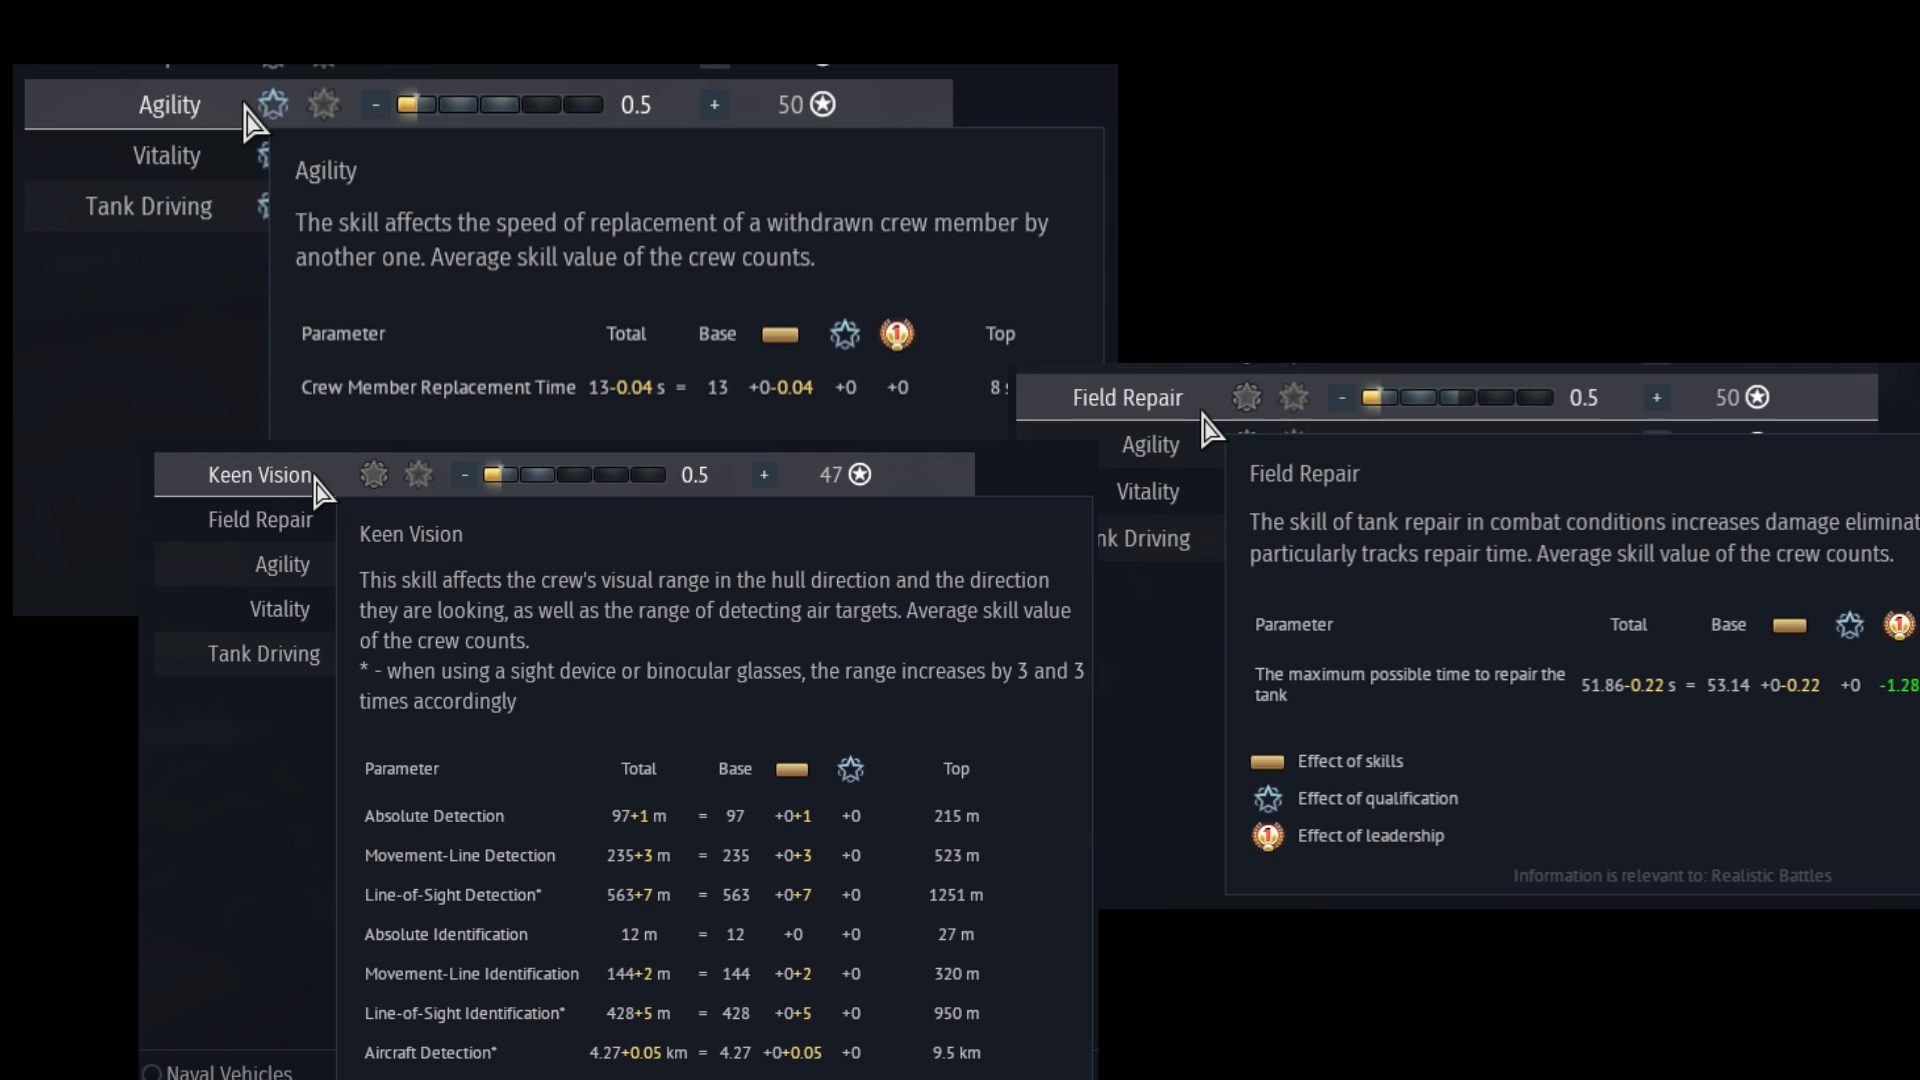 Agility - 0.5 + 50
Vitality
Tank Driving
Agility
The skill affects the speed of replacement of a withdrawn crew member by
another one. Average skill value of the crew counts.
Parameter Total Base Top
Crew Member Replacement Time 13-0.04 s = 13 +0-0.04 +0 +0 8 s
Keen Vision - 0.5 + 47
Field Repair
Agility
Vitality
Tank Driving
Keen Vision
This skill affects the crew's visual range in the hull direction and the direction
they are looking, as well as the range of detecting air targets. Average skill value
of the crew counts.
* - when using a sight device or binocular glasses, the range increases by 3 and 3
times accordingly
Parameter Total Base Top
Absolute Detection 97+1 m = 97 +0+1 +0 215 m
Movement-Line Detection 235+3 m = 235 +0+3 +0 523 m
Line-of-Sight Detection* 563+7 m = 563 +0+7 +0 1251 m
Absolute Identification 12 m = 12 +0 +0 27 m
Movement-Line Identification 144+2 m = 144 +0+2 +0 320 m
Line-of-Sight Identification* 428+5 m = 428 +0+5 +0 950 m
Aircraft Detection* 4.27+0.05 km = 4.27 +0+0.05 +0 9.5 km
Naval Vehicles
Field Repair - 0.5 + 50
Agility
Vitality
nk Driving
Field Repair
The skill of tank repair in combat conditions increases damage eliminat
particularly tracks repair time. Average skill value of the crew counts.
Parameter Total Base 1
The maximum possible time to repair the
tank 51.86-0.22 s = 53.14 +0-0.22 +0 -1.28
Effect of skills
Effect of qualification
1 Effect of leadership
Information is relevant to: Realistic Battles